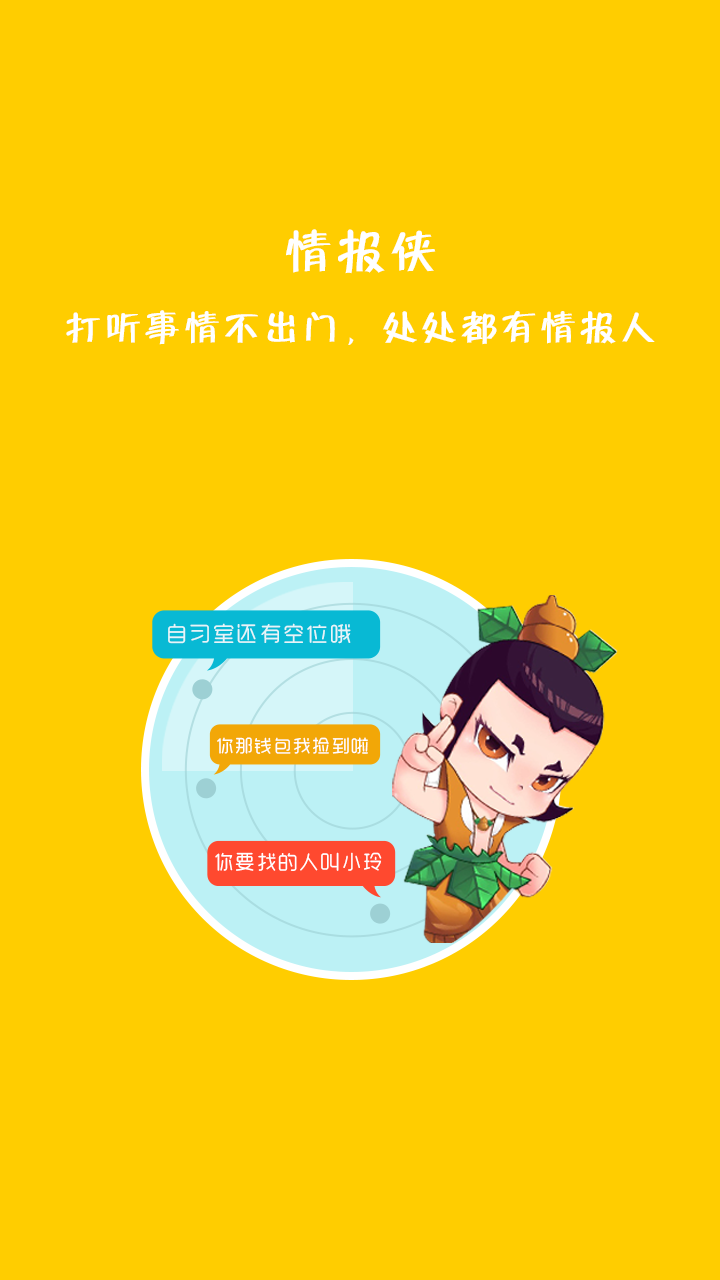 情报侠
打听事情不出门，处处都有情报人
自习室还有空位哦
你那钱包我捡到啦
你要找的人叫小玲